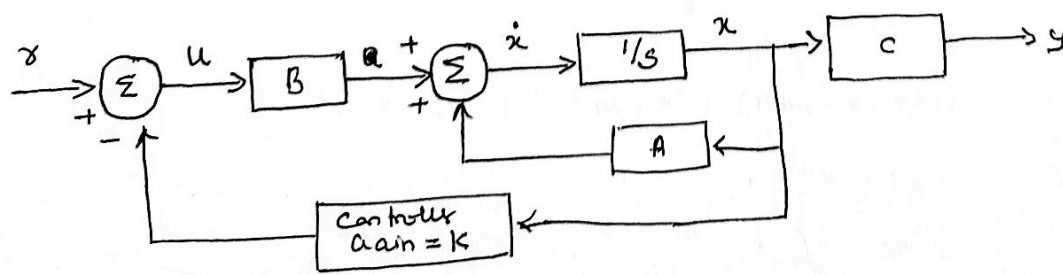 r
+
-
Σ
u
B
+
+
Σ
ẋ
1/S
x
C
y
A
Controller
Gain = K